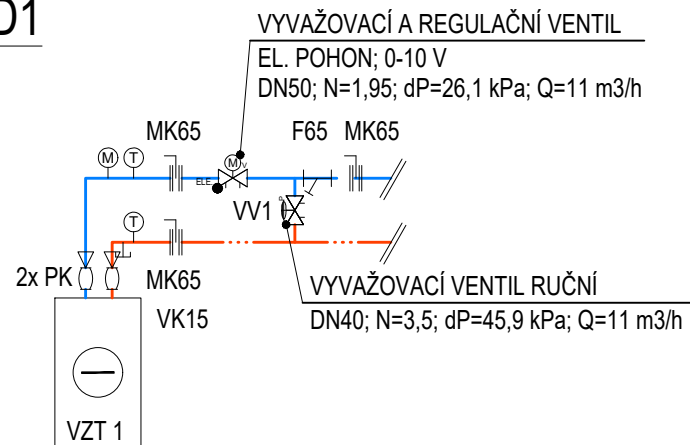 VYVAŽOVACÍ A REGULAČNÍ VENTIL
EL. POHON; 0-10 V
DN50; N=1,95; dP=26,1 kPa; Q=11 m3/h
MK65
F65 MK65
M T
M V
ELE.
VV1
T
2x PK
MK65
VK15
VYVAŽOVACÍ VENTIL RUČNÍ
DN40; N=3,5; dP=45,9 kPa; Q=11 m3/h
VZT 1